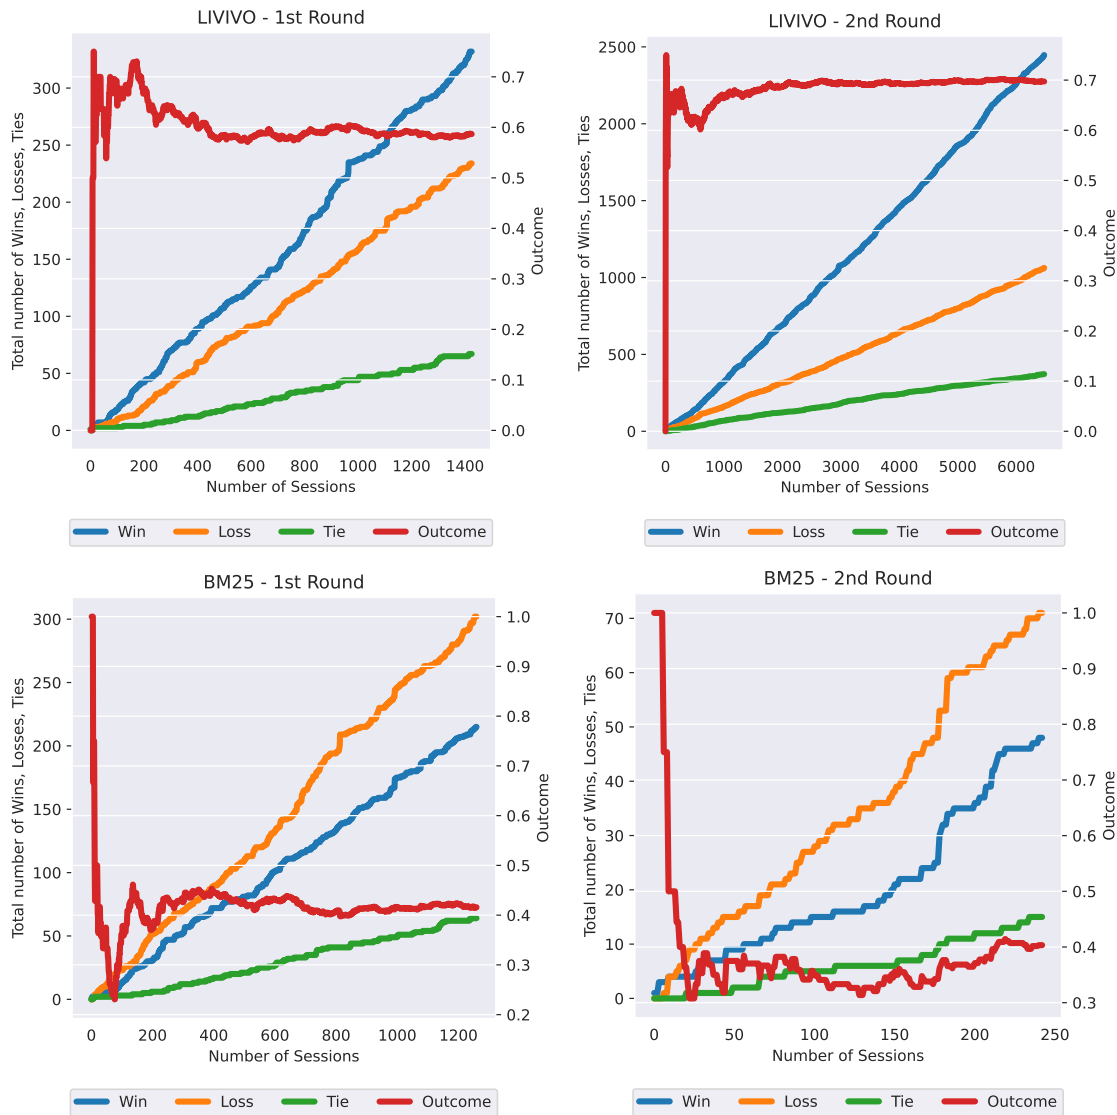 LIVIVO - 1st Round
Total number of Wins, Losses, Ties
300
250
200
150
100
50
0
0.7
0.6
0.5
0.4
0.3
0.2
0.1
0.0
Outcome
0 200 400 600 800 1000 1200 1400
Number of Sessions
Win Loss Tie Outcome
LIVIVO - 2nd Round
Total number of Wins, Losses, Ties
2500
2000
1500
1000
500
0
0.7
0.6
0.5
0.4
0.3
0.2
0.1
0.0
Outcome
0 1000 2000 3000 4000 5000 6000
Number of Sessions
Win Loss Tie Outcome
BM25 - 1st Round
Total number of Wins, Losses, Ties
300
250
200
150
100
50
0
1.0
0.9
0.8
0.7
0.6
0.5
0.4
0.3
0.2
Outcome
0 200 400 600 800 1000 1200
Number of Sessions
Win Loss Tie Outcome
BM25 - 2nd Round
Total number of Wins, Losses, Ties
70
60
50
40
30
20
10
0
1.0
0.9
0.8
0.7
0.6
0.5
0.4
0.3
Outcome
0 50 100 150 200 250
Number of Sessions
Win Loss Tie Outcome